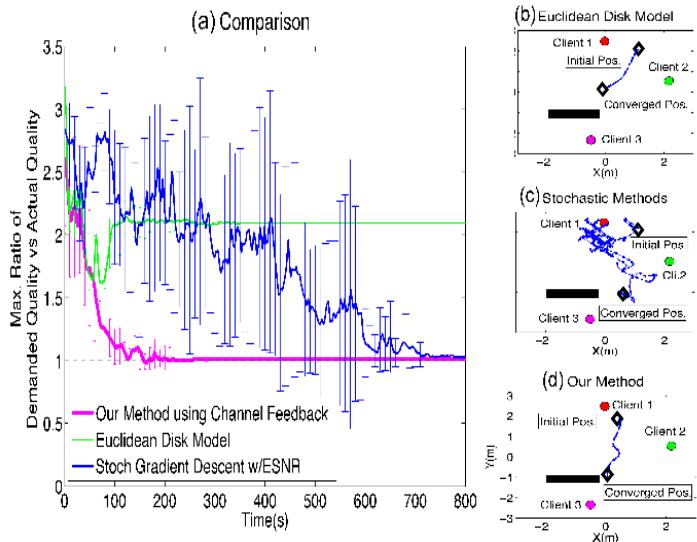 (a) Comparison
Max. Ratio of
Demanded Quality vs Actual Quality
3.5
3
2.5
2
1.5
1
0.5
0
Our Method using Channel Feedback
Euclidean Disk Model
Stoch Gradient Descent w/ESNR
0 100 200 300 400 500 600 700 800
Time(s)
(b) Euclidean Disk Model
Client 1
Initial Pos.
Client 2
Converged Pos.
Client 3
−2 0 2
X(m)
(c) Stochastic Methods
Client 1
Initial Pos
Cli.2
Client 3
Converged Pos.
−2 0 2
X(m)
(d) Our Method
Client 1
Initial Pos.
Client 2
Converged Pos.
Client 3
Y(m)
3
2
1
0
−1
−2
−3
−2 0 2
X(m)